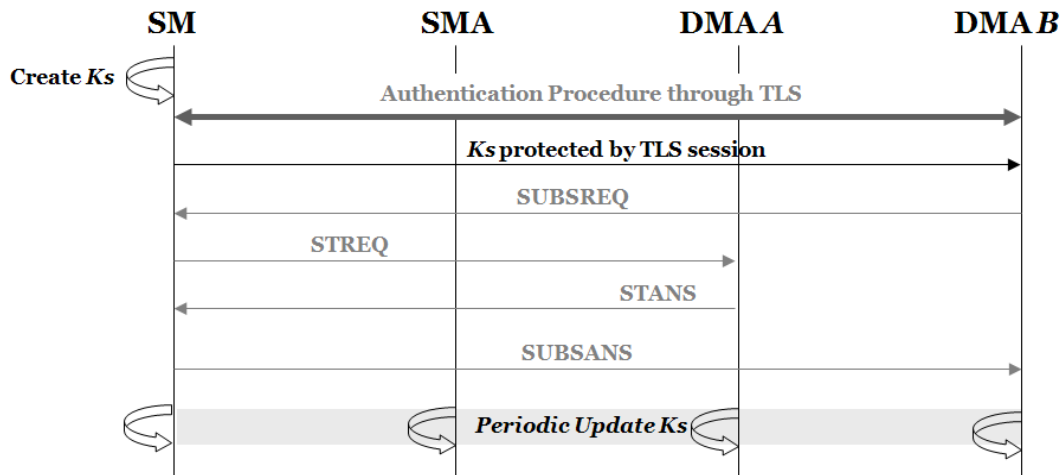 SM SMA DMA A DMA B
Create Ks
Authentication Procedure through TLS
Ks protected by TLS session
SUBSREQ
STREQ
STANS
SUBSANS
Periodic Update Ks